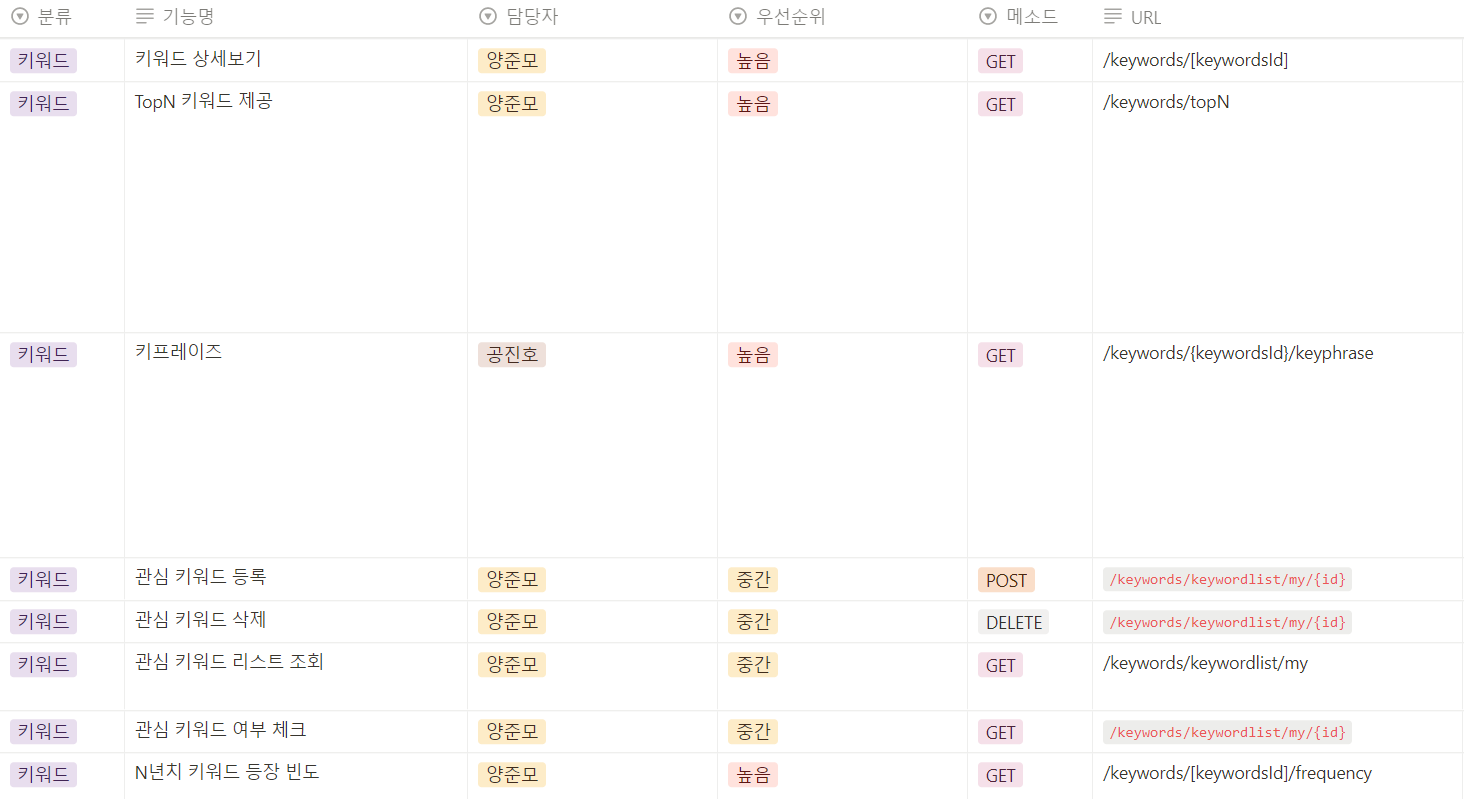 분류 기능명 담당자 우선순위 메소드 URL
키워드 키워드 상세보기 양준모 높음 GET /keywords/[keywordsId]
키워드 TopN 키워드 제공 양준모 높음 GET /keywords/topN
키워드 키프레이즈 공진호 높음 GET /keywords/{keywordsId}/keyphrase
키워드 관심 키워드 등록 양준모 중간 POST /keywords/keywordlist/my/{id}
키워드 관심 키워드 삭제 양준모 중간 DELETE /keywords/keywordlist/my/{id}
키워드 관심 키워드 리스트 조회 양준모 중간 GET /keywords/keywordlist/my
키워드 관심 키워드 여부 체크 양준모 중간 GET /keywords/keywordlist/my/{id}
키워드 N년치 키워드 등장 빈도 양준모 높음 GET /keywords/[keywordsId]/frequency